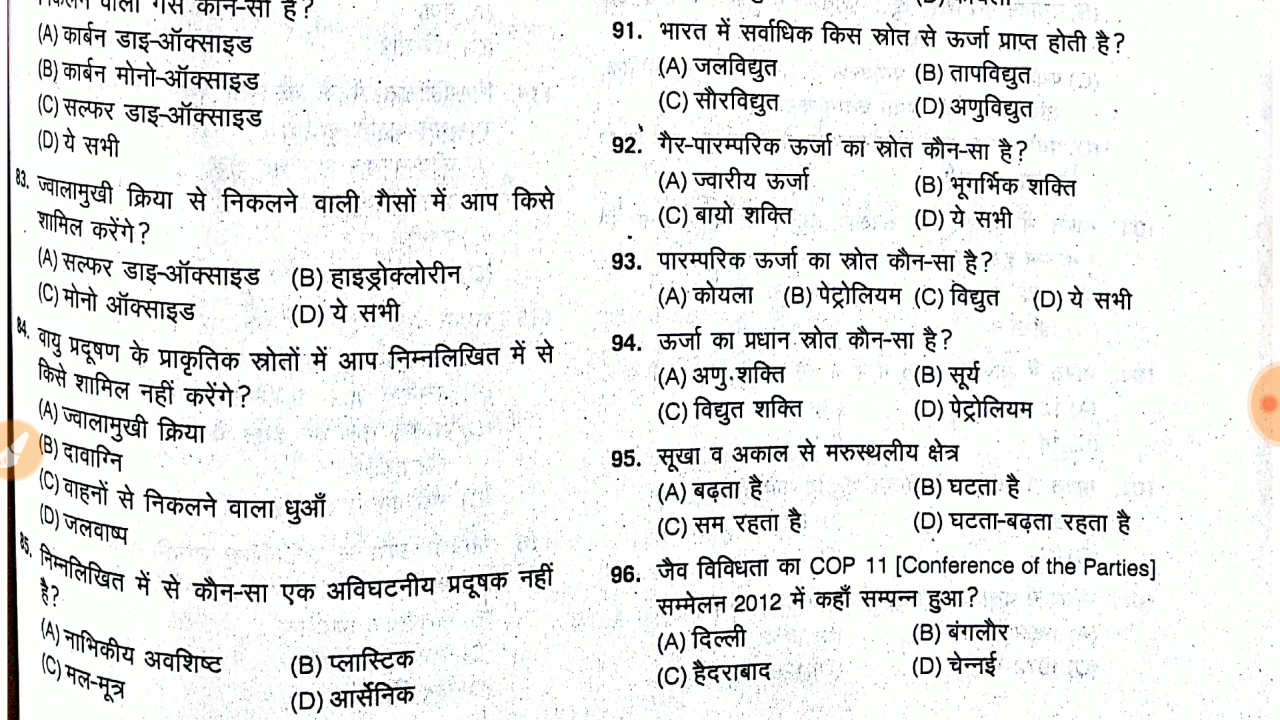 वाली गैस कौन-सी है?
(A) कार्बन डाइ-ऑक्साइड
(B) कार्बन मोनो-ऑक्साइड
(C) सल्फर डाइ-ऑक्साइड
(D) ये सभी
83. ज्वालामुखी क्रिया से निकलने वाली गैसों में आप किसे
शामिल करेंगे?
(A) सल्फर डाइ-ऑक्साइड (B) हाइड्रोक्लोरीन
(C) मोनो ऑक्साइड (D) ये सभी
84. वायु प्रदूषण के प्राकृतिक स्रोतों में आप निम्नलिखित में से
किसे शामिल नहीं करेंगे?
(A) ज्वालामुखी क्रिया
(B) दावाग्नि
(C) वाहनों से निकलने वाला धुआँ
(D) जलवाष्प
85. निम्नलिखित में से कौन-सा एक अविघटनीय प्रदूषक नहीं
है?
(A) नाभिकीय अवशिष्ट (B) प्लास्टिक
(C) मल-मूत्र (D) आर्सेनिक
91. भारत में सर्वाधिक किस स्रोत से ऊर्जा प्राप्त होती है?
(A) जलविद्युत (B) तापविद्युत
(C) सौरविद्युत (D) अणुविद्युत
92. गैर-पारम्परिक ऊर्जा का स्रोत कौन-सा है?
(A) ज्वारीय ऊर्जा (B) भूगर्भिक शक्ति
(C) बायो शक्ति (D) ये सभी
93. पारम्परिक ऊर्जा का स्रोत कौन-सा है?
(A) कोयला (B) पेट्रोलियम (C) विद्युत (D) ये सभी
94. ऊर्जा का प्रधान स्रोत कौन-सा है?
(A) अणु शक्ति (B) सूर्य
(C) विद्युत शक्ति (D) पेट्रोलियम
95. सूखा व अकाल से मरुस्थलीय क्षेत्र
(A) बढ़ता है (B) घटता है
(C) सम रहता है (D) घटता-बढ़ता रहता है
96. जैव विविधता का COP 11 [Conference of the Parties]
सम्मेलन 2012 में कहाँ सम्पन्न हुआ?
(A) दिल्ली (B) बंगलौर
(C) हैदराबाद (D) चेन्नई